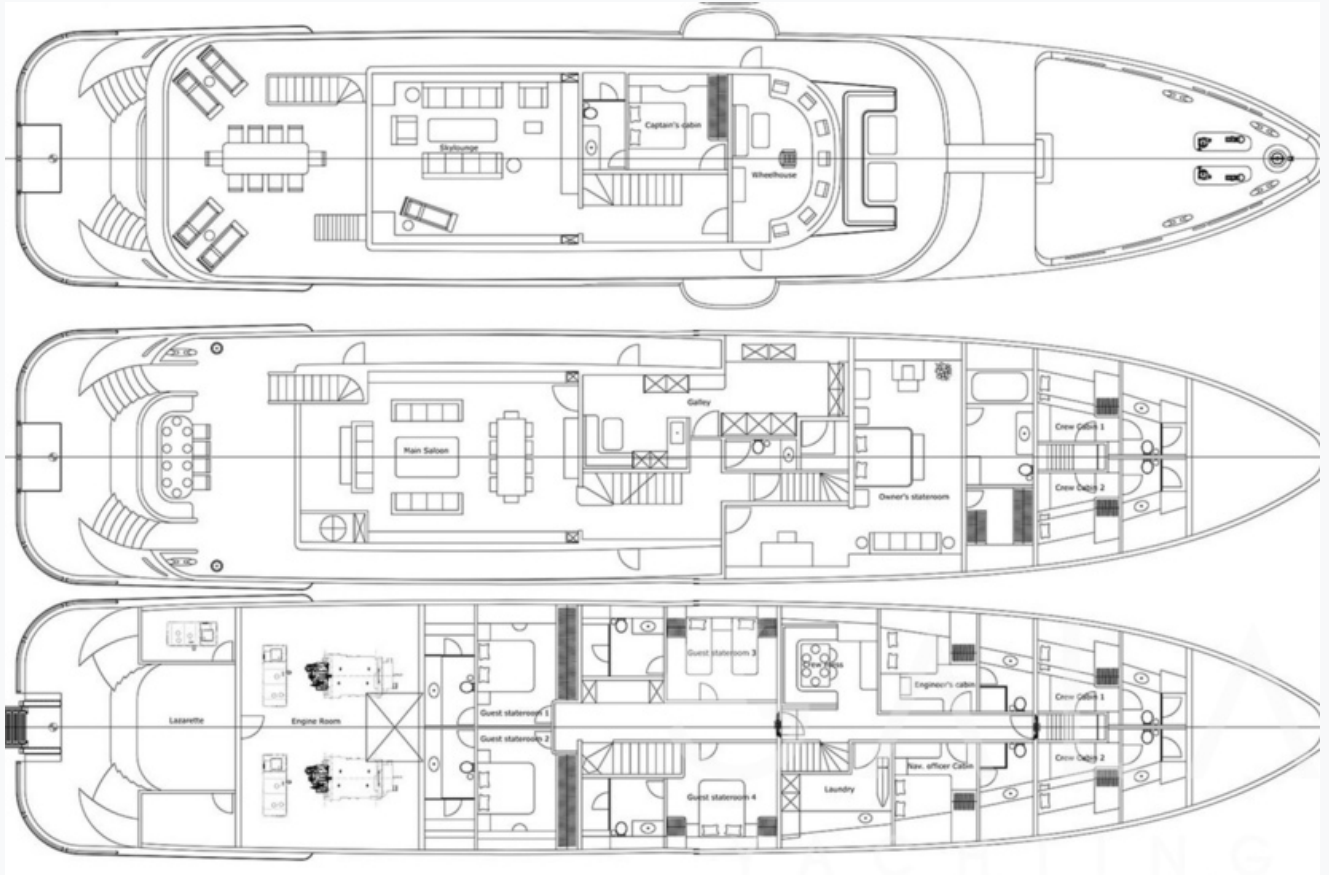 Captain's cabin
Skylounge
Wheelhouse
Galley
Main Saloon
Crew Cabin 1
Crew Cabin 2
Owner's stateroom
Guest stateroom 3
Crew Mess
Engineer's cabin
Crew Cabin 1
Guest stateroom 1
Lazarette
Engine Room
Guest stateroom 2
Crew Cabin 2
Nav. officer Cabin
Laundry
Guest stateroom 4
YACHTING